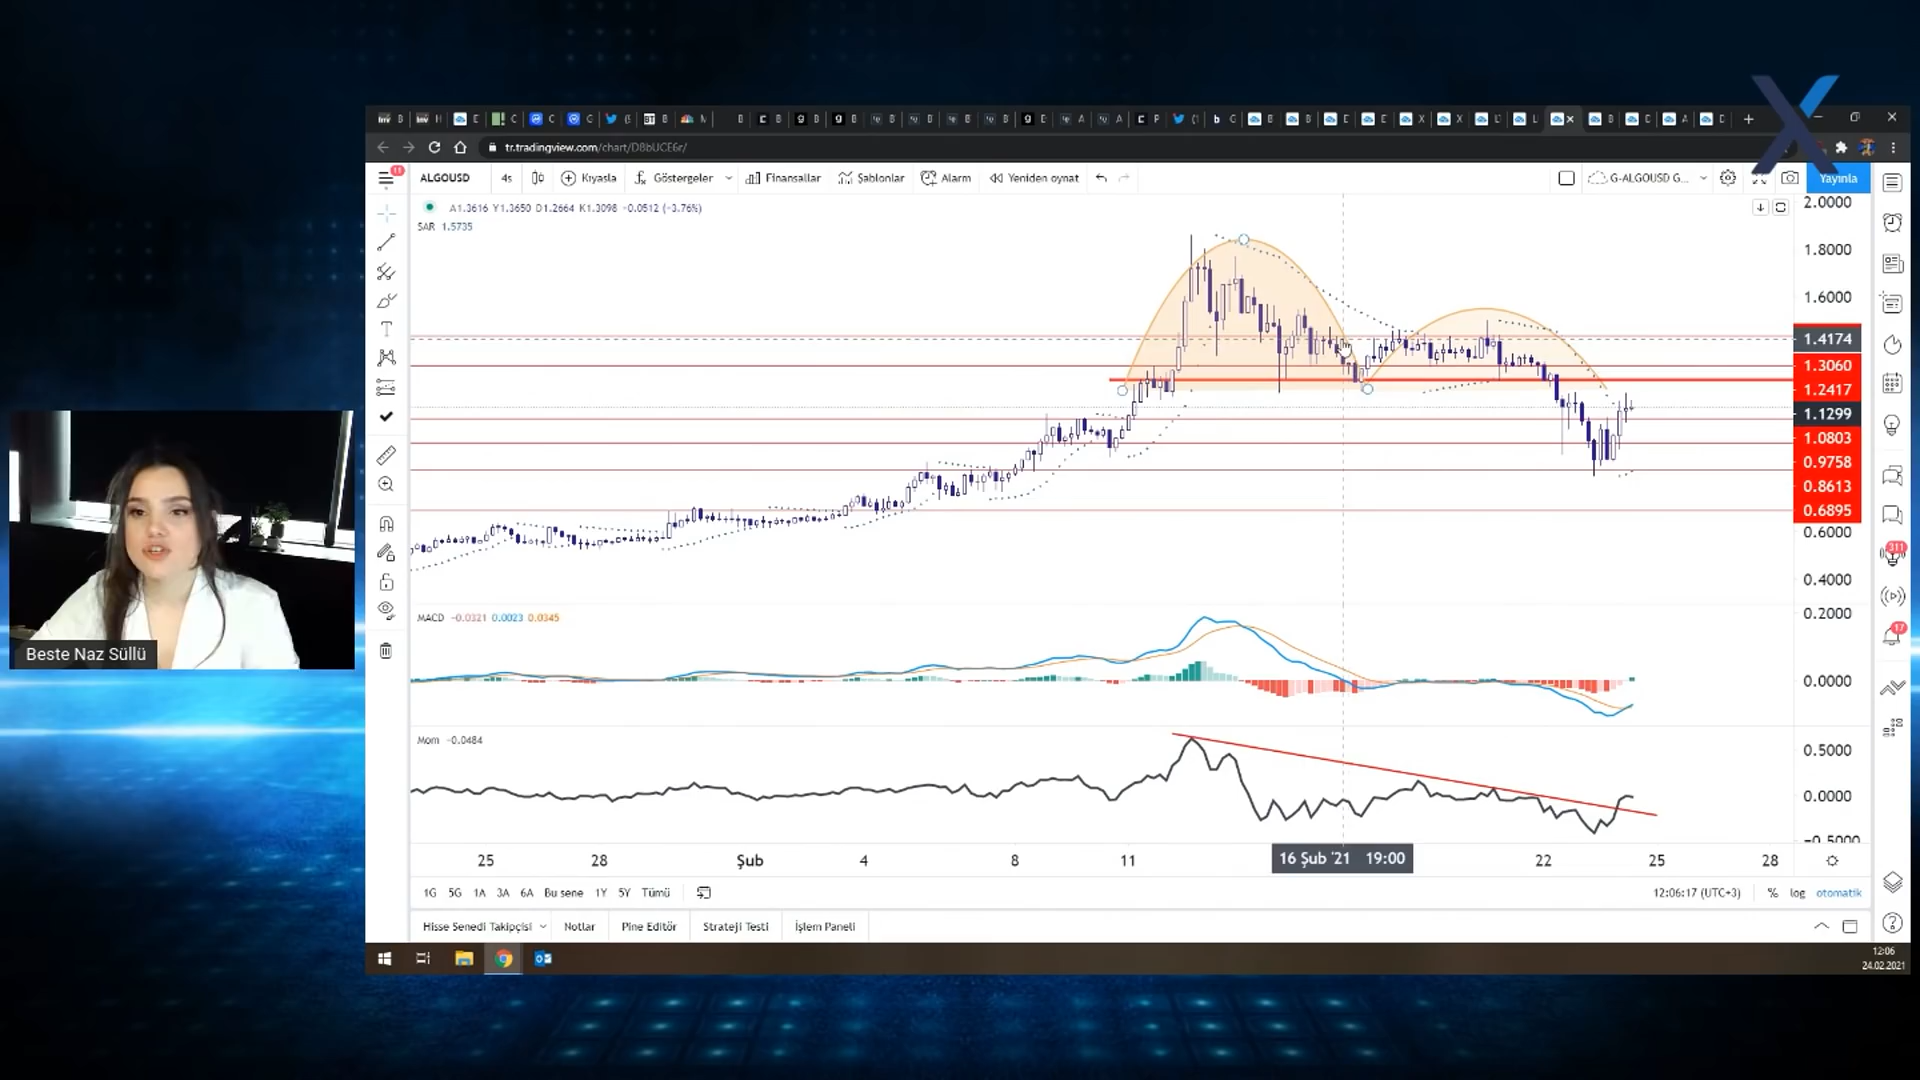 tr.tradingview.com/chart/D8bUCE6r/
ALGOUSD 4s Kıyasla Göstergeler Finansallar Şablonlar Alarm Yeniden oynat G-ALGOUSD G... Yayınla
11
A1.3616 Y1.3650 D1.2664 K1.3098 -0.0512 (-3.76%)
SAR 1.5735
2.0000
1.8000
1.6000
1.4174
1.3060
1.2417
1.1299
1.0803
0.9758
0.8613
0.6895
0.6000
0.4000
311
17
MACD -0.0321 0.0023 0.0345
0.2000
0.0000
Mom -0.0484
0.5000
0.0000
-0.5000
25 28 Şub 4 8 11 16 Şub '21 19:00 22 25 28
1G 5G 1A 3A 6A Bu sene 1Y 5Y Tümü 12:06:17 (UTC+3) % log otomatik
Hisse Senedi Takipçisi Notlar Pine Editör Strateji Testi İşlem Paneli
12:06
24.02.2021
Beste Naz Süllü